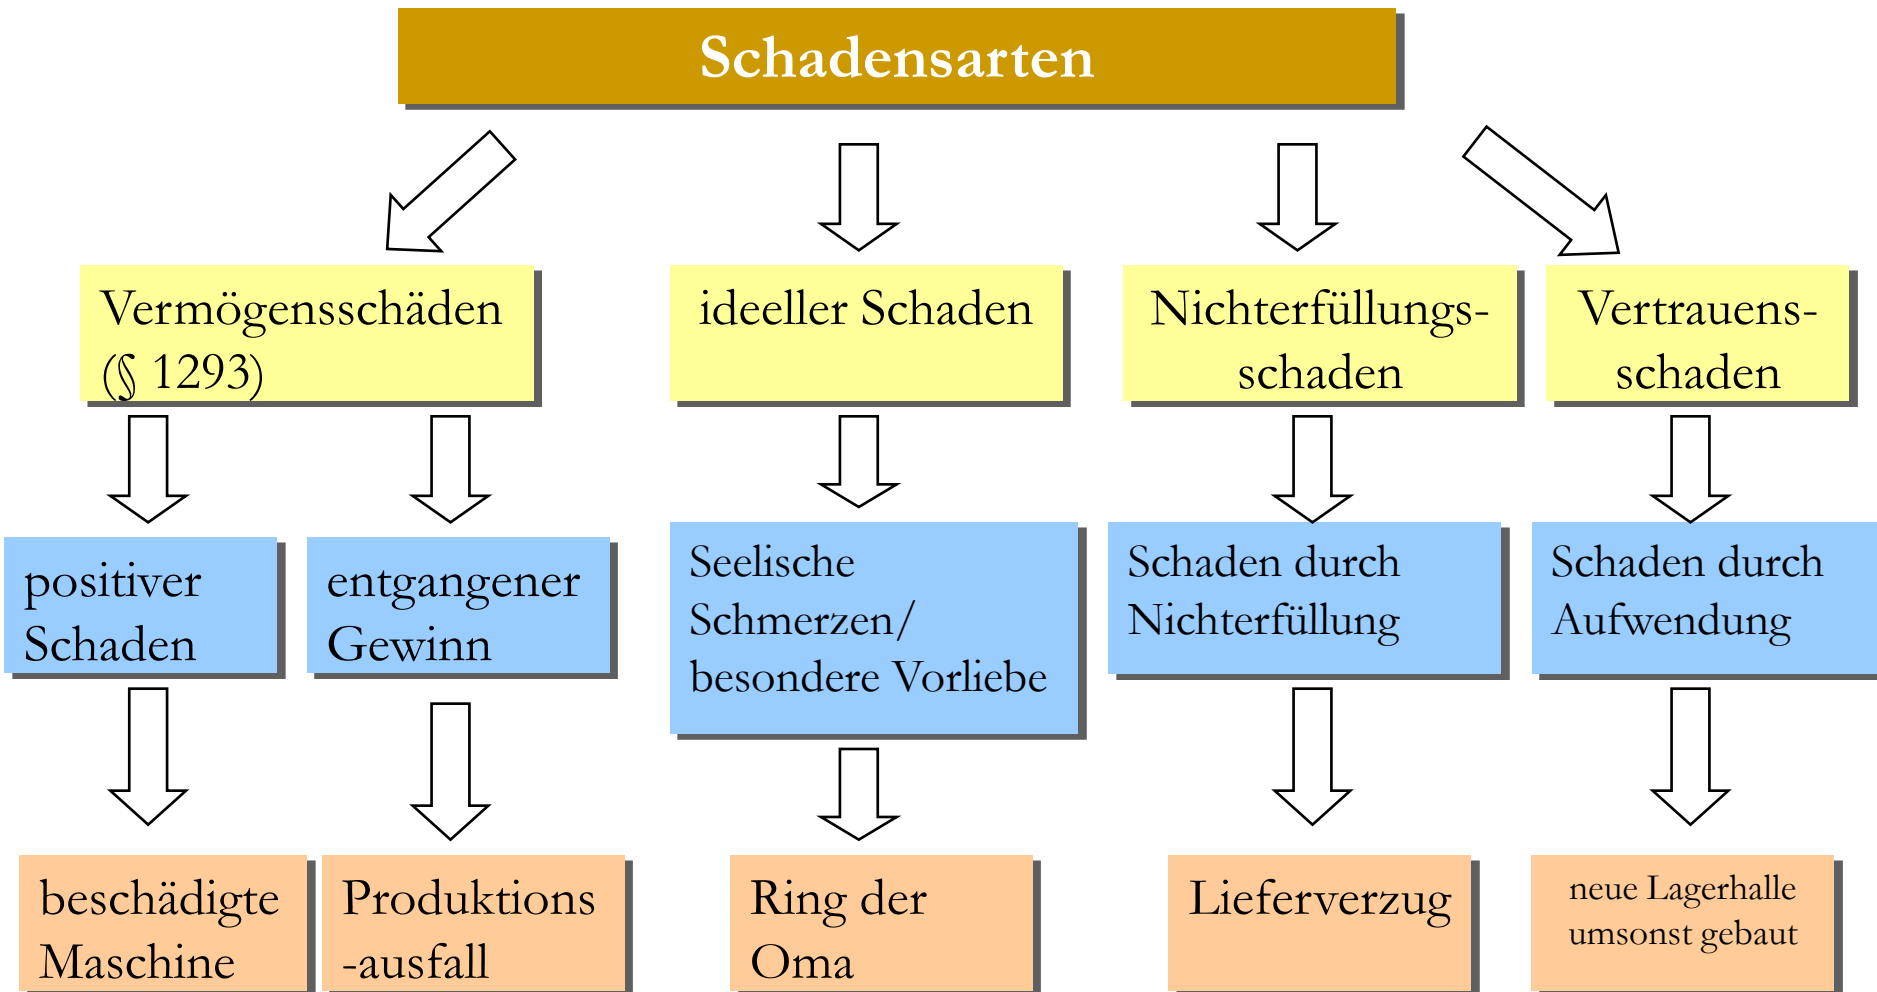 Schadensarten
Vermögensschäden
(§ 1293)
ideeller Schaden
Nichterfüllungs-
schaden
Vertrauens-
schaden
positiver
Schaden
entgangener
Gewinn
Seelische
Schmerzen/
besondere Vorliebe
Schaden durch
Nichterfüllung
Schaden durch
Aufwendung
beschädigte
Maschine
Produktions
-ausfall
Ring der
Oma
Lieferverzug
neue Lagerhalle
umsonst gebaut